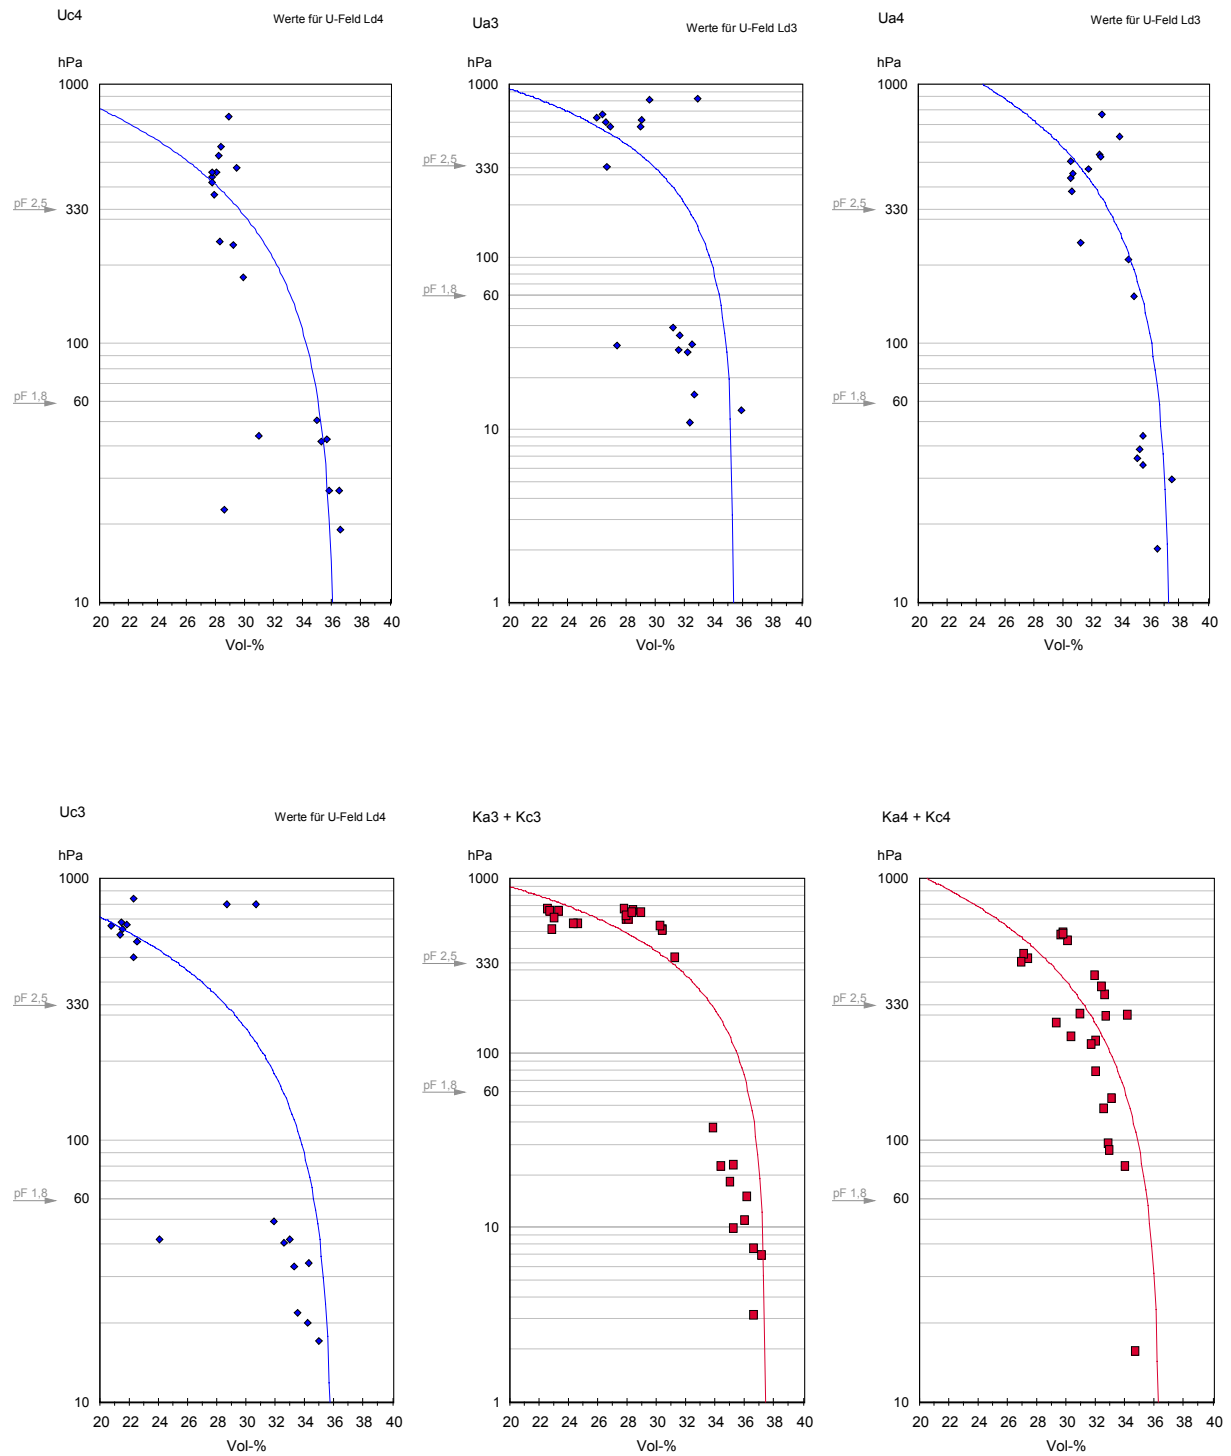 Uc4
Werte für U-Feld Ld4
hPa
1000
pF 2,5
330
100
pF 1,8
60
10
20 22 24 26 28 30 32 34 36 38 40
Vol-%
Ua3
Werte für U-Feld Ld3
hPa
1000
pF 2,5
330
100
pF 1,8
60
10
1
20 22 24 26 28 30 32 34 36 38 40
Vol-%
Ua4
Werte für U-Feld Ld3
hPa
1000
pF 2,5
330
100
pF 1,8
60
10
20 22 24 26 28 30 32 34 36 38 40
Vol-%
Uc3
Werte für U-Feld Ld4
hPa
1000
pF 2,5
330
100
pF 1,8
60
10
20 22 24 26 28 30 32 34 36 38 40
Vol-%
Ka3 + Kc3
hPa
1000
pF 2,5
330
100
pF 1,8
60
10
1
20 22 24 26 28 30 32 34 36 38 40
Vol-%
Ka4 + Kc4
hPa
1000
pF 2,5
330
100
pF 1,8
60
10
20 22 24 26 28 30 32 34 36 38 40
Vol-%